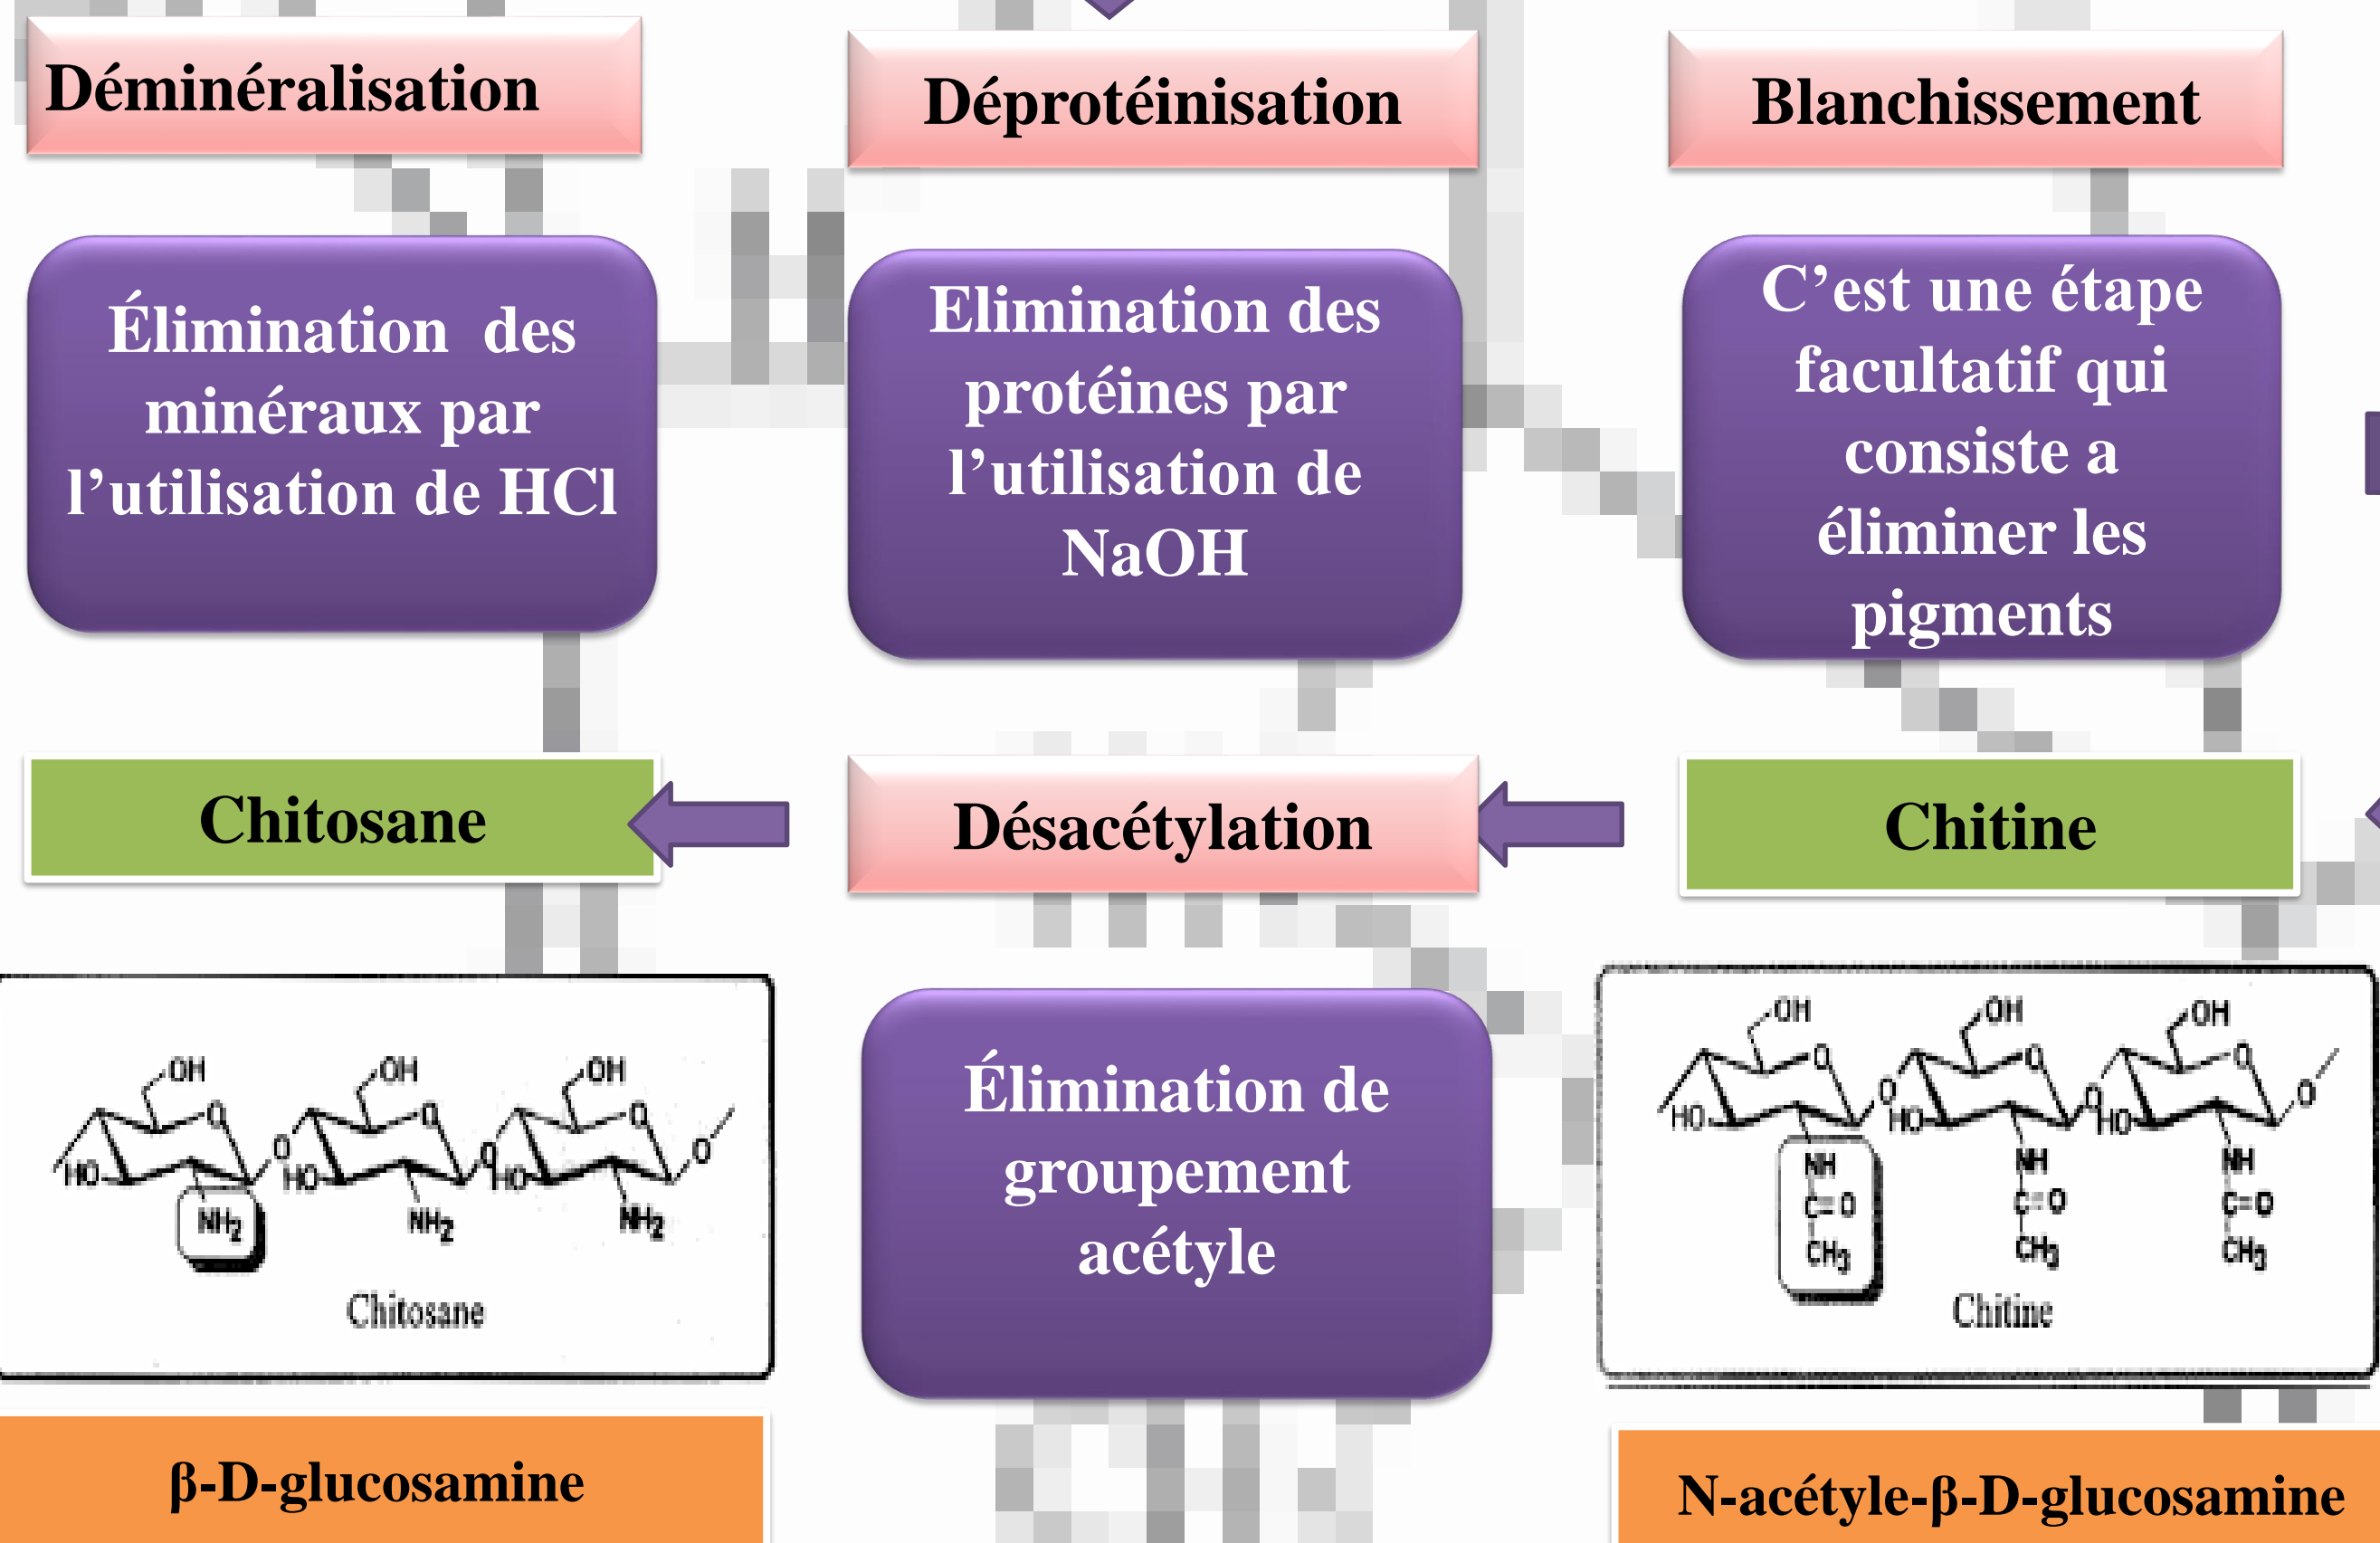 Déminéralisation
Déprotéinisation
Blanchissement
Élimination des
minéraux par
l’utilisation de HCl
Elimination des
protéines par
l’utilisation de
NaOH
C’est une étape
facultatif qui
consiste a
éliminer les
pigments
Chitosane
Désacétylation
Chitine
OH
OH
OH
O
O
O
O
O
O
HO
HO
HO
NH2
NH2
NH2
Chitosane
Élimination de
groupement
acétyle
OH
OH
OH
O
O
O
O
O
O
HO
HO
HO
NH
NH
NH
C=O
C=O
C=O
CH3
CH3
CH3
Chitine
β-D-glucosamine
N-acétyle-β-D-glucosamine